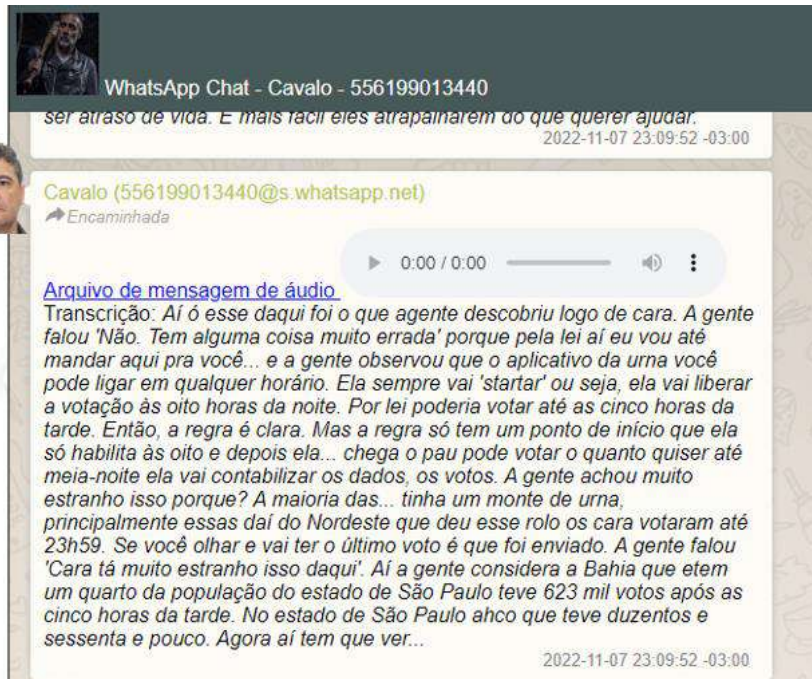 WhatsApp Chat - Cavalo - 556199013440
ser atraso de vida. É mais fácil eles atrapalharem do que querer ajudar.
2022-11-07 23:09:52 -03:00
Cavalo (556199013440@s.whatsapp.net)
Encaminhada
0:00 / 0:00
Arquivo de mensagem de áudio
Transcrição: Aí ó esse daqui foi o que agente descobriu logo de cara. A gente
falou 'Não. Tem alguma coisa muito errada' porque pela lei aí eu vou até
mandar aqui pra você... e a gente observou que o aplicativo da urna você
pode ligar em qualquer horário. Ela sempre vai 'startar' ou seja, ela vai liberar
a votação às oito horas da noite. Por lei poderia votar até as cinco horas da
tarde. Então, a regra é clara. Mas a regra só tem um ponto de início que ela
só habilita às oito e depois ela... chega o pau pode votar o quanto quiser até
meia-noite ela vai contabilizar os dados, os votos. A gente achou muito
estranho isso porque? A maioria das... tinha um monte de urna,
principalmente essas daí do Nordeste que deu esse rolo os cara votaram até
23h59. Se você olhar e vai ter o último voto é que foi enviado. A gente falou
'Cara tá muito estranho isso daqui'. Aí a gente considera a Bahia que etem
um quarto da população do estado de São Paulo teve 623 mil votos após as
cinco horas da tarde. No estado de São Paulo ahco que teve duzentos e
sessenta e pouco. Agora aí tem que ver...
2022-11-07 23:09:52 -03:00